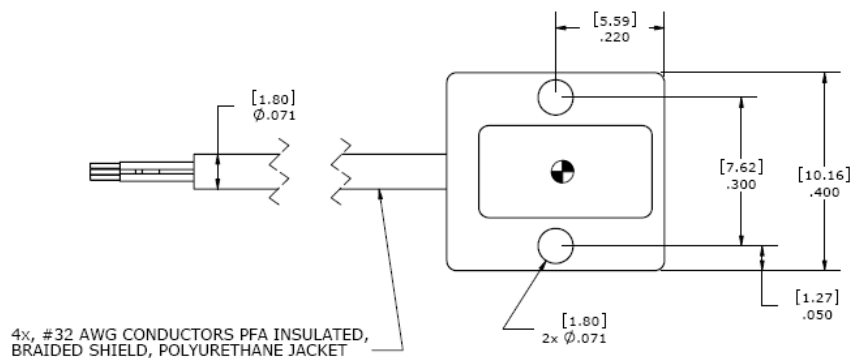 [5.59]
.220
[1.80]
Ø.071
[7.62]
.300
[10.16]
.400
[1.27]
.050
[1.80]
2x Ø.071
4x, #32 AWG CONDUCTORS PFA INSULATED,
BRAIDED SHIELD, POLYURETHANE JACKET